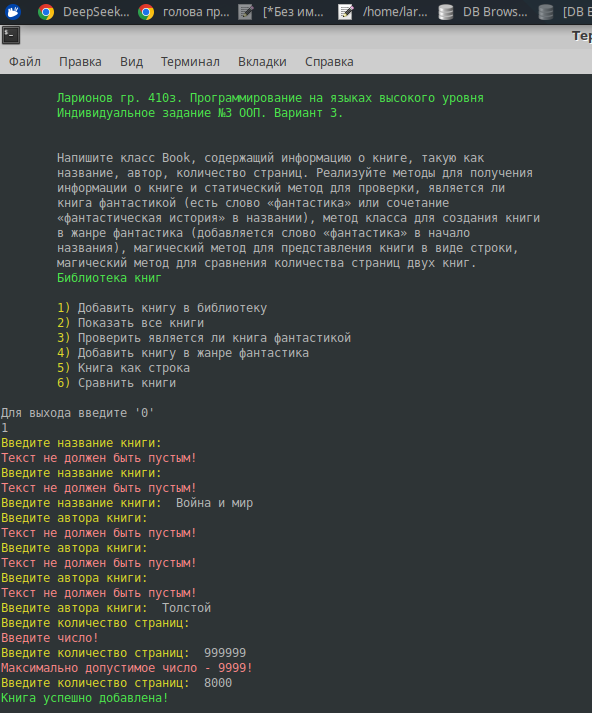 DeepSeek...
голова пр...
[*Без им...
/home/lar...
DB Brows...
[DB B
Тер
Файл Правка Вид Терминал Вкладки Справка
Ларионов гр. 410з. Программирование на языках высокого уровня
Индивидуальное задание №3 ООП. Вариант 3.
Напишите класс Book, содержащий информацию о книге, такую как
название, автор, количество страниц. Реализуйте методы для получения
информации о книге и статический метод для проверки, является ли
книга фантастикой (есть слово «фантастика» или сочетание
«фантастическая история» в названии), метод класса для создания книги
в жанре фантастика (добавляется слово «фантастика» в начало
названия), магический метод для представления книги в виде строки,
магический метод для сравнения количества страниц двух книг.
Библиотека книг
1) Добавить книгу в библиотеку
2) Показать все книги
3) Проверить является ли книга фантастикой
4) Добавить книгу в жанре фантастика
5) Книга как строка
6) Сравнить книги
Для выхода введите '0'
1
Введите название книги:
Текст не должен быть пустым!
Введите название книги:
Текст не должен быть пустым!
Введите название книги: Война и мир
Введите автора книги:
Текст не должен быть пустым!
Введите автора книги:
Текст не должен быть пустым!
Введите автора книги:
Текст не должен быть пустым!
Введите автора книги: Толстой
Введите количество страниц:
Введите число!
Введите количество страниц: 999999
Максимально допустимое число - 9999!
Введите количество страниц: 8000
Книга успешно добавлена!